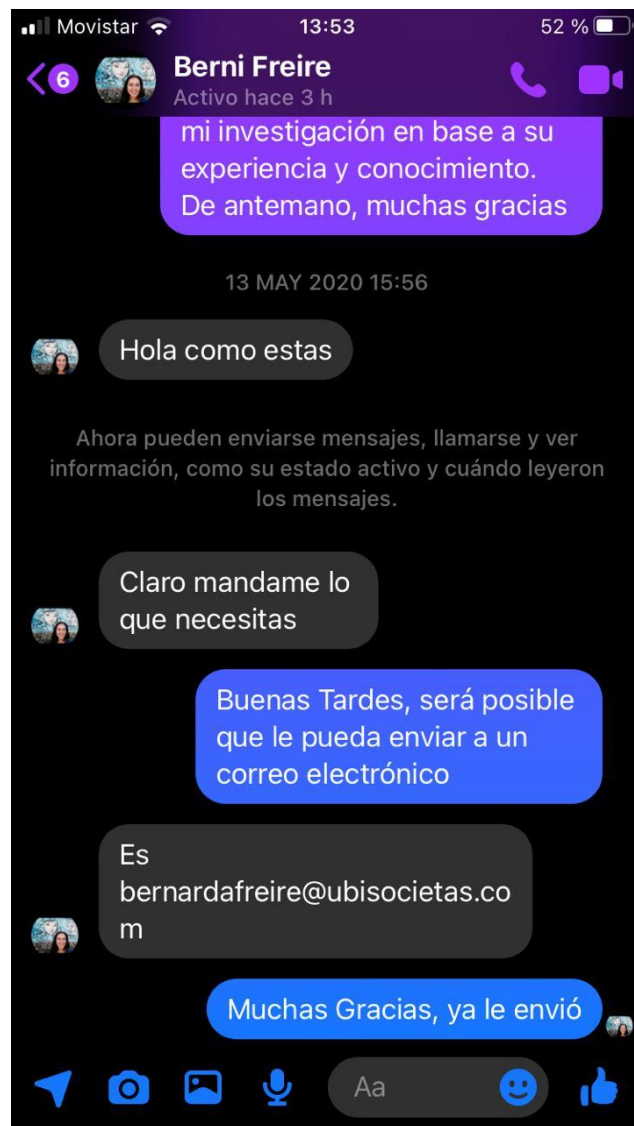 Movistar 13:53 52 %
6 Berni Freire
Activo hace 3 h
mi investigación en base a su
experiencia y conocimiento.
De antemano, muchas gracias
13 MAY 2020 15:56
Hola como estas
Ahora pueden enviarse mensajes, llamarse y ver
información, como su estado activo y cuándo leyeron
los mensajes.
Claro mandame lo
que necesitas
Buenas Tardes, será posible
que le pueda enviar a un
correo electrónico
Es
bernardafreire@ubisocietas.co
m
Muchas Gracias, ya le envió
Aa